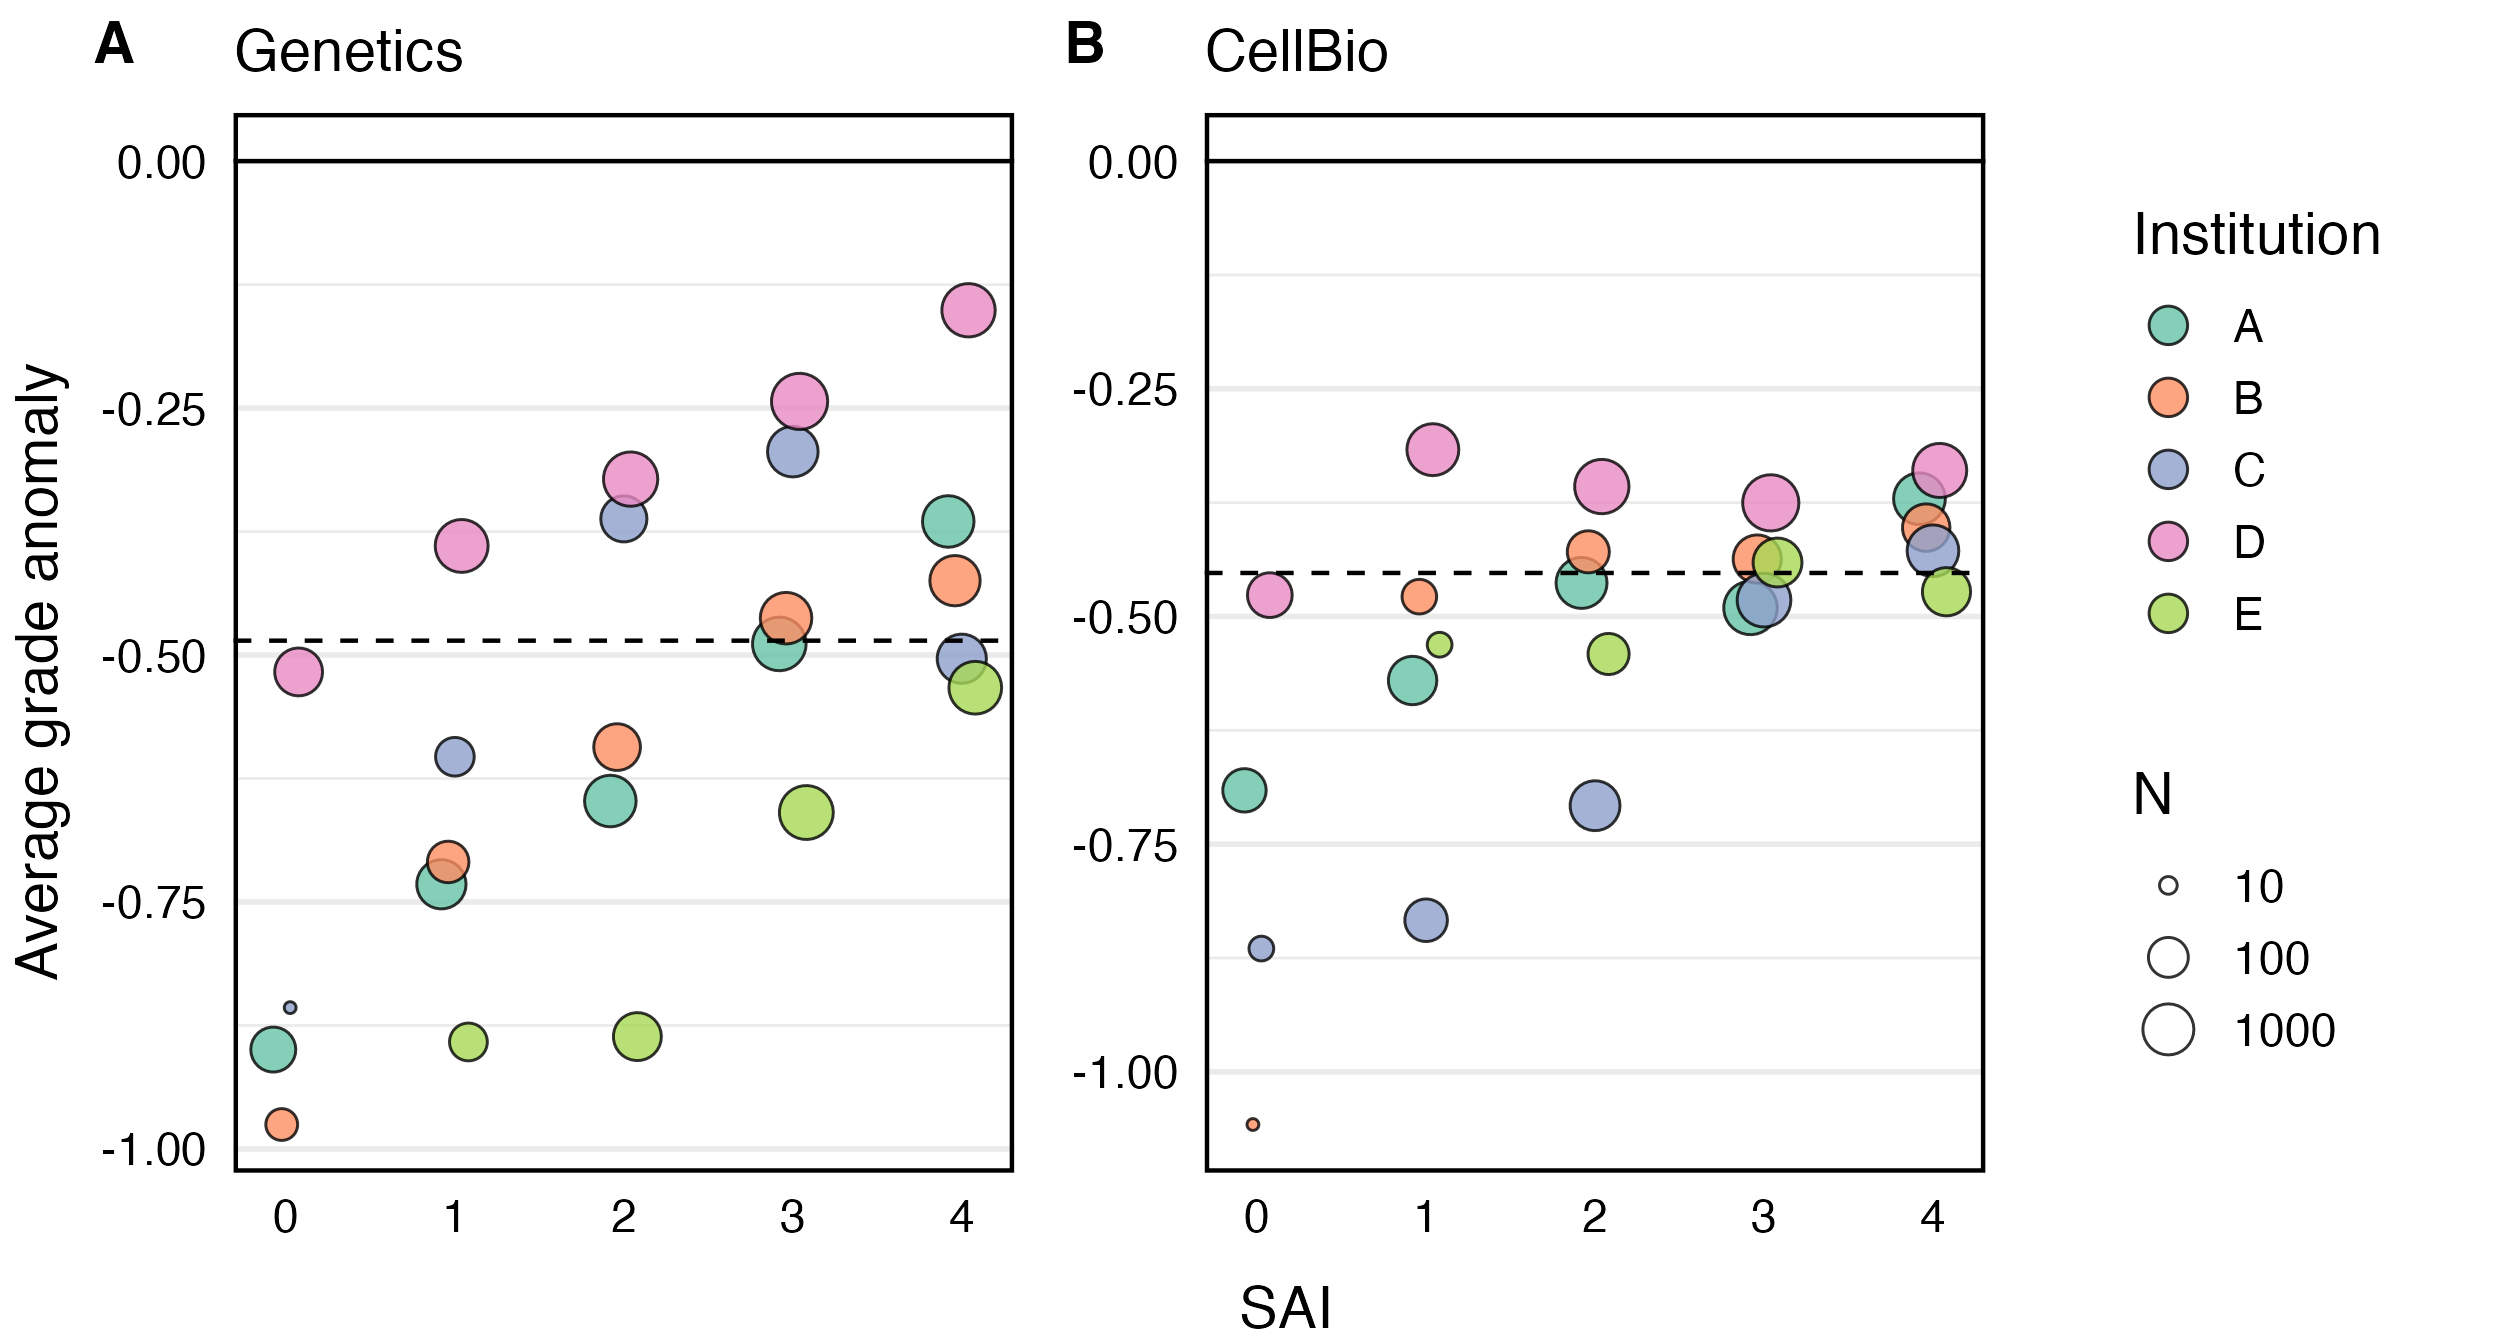 A Genetics
0.00
-0.25
-0.50
-0.75
-1.00
0 1 2 3 4
Average grade anomaly
B CellBio
0.00
-0.25
-0.50
-0.75
-1.00
0 1 2 3 4
SAI
Institution
A
B
C
D
E
N
10
100
1000